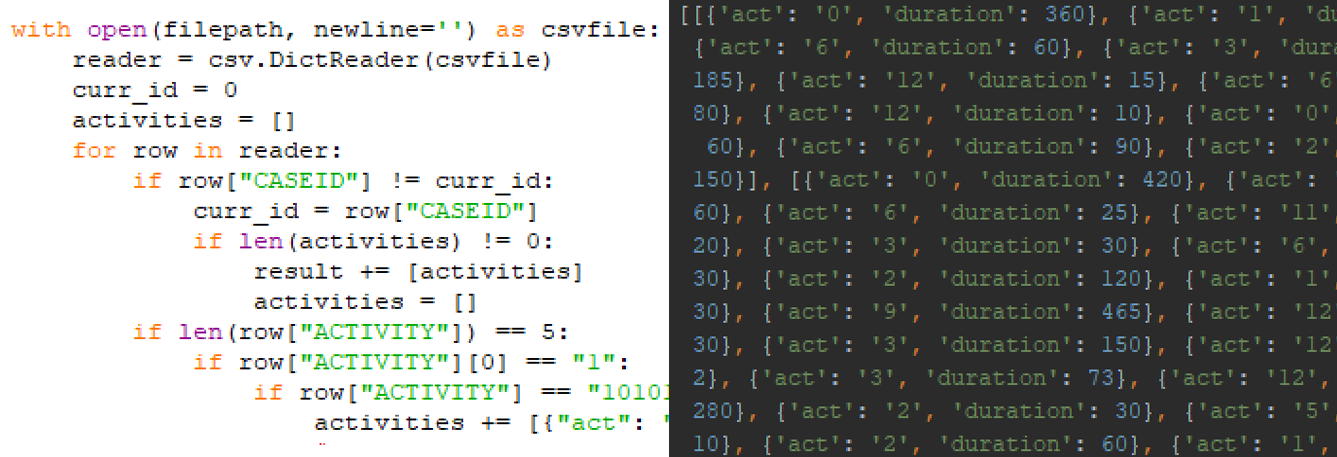 with open(filepath, newline='') as csvfile:
reader = csv.DictReader(csvfile)
curr_id = 0
activities = []
for row in reader:
if row["CASEID"] != curr_id:
curr_id = row["CASEID"]
if len(activities) != 0:
result += [activities]
activities = []
if len(row["ACTIVITY"]) == 5:
if row["ACTIVITY"][0] == "1":
if row["ACTIVITY"] == "10101
activities += [{"act": "
[[{'act': '0', 'duration': 360}, {'act': '1', 'du
{'act': '6', 'duration': 60}, {'act': '3', 'dura
185}, {'act': '12', 'duration': 15}, {'act': '6
80}, {'act': '12', 'duration': 10}, {'act': '0',
60}, {'act': '6', 'duration': 90}, {'act': '2',
150}], [{'act': '0', 'duration': 420}, {'act':
60}, {'act': '6', 'duration': 25}, {'act': '11',
20}, {'act': '3', 'duration': 30}, {'act': '6',
30}, {'act': '2', 'duration': 120}, {'act': '1',
30}, {'act': '9', 'duration': 465}, {'act': '12
30}, {'act': '3', 'duration': 150}, {'act': '12
2}, {'act': '3', 'duration': 73}, {'act': '12',
280}, {'act': '2', 'duration': 30}, {'act': '5'
10}, {'act': '2', 'duration': 60}, {'act': '1',